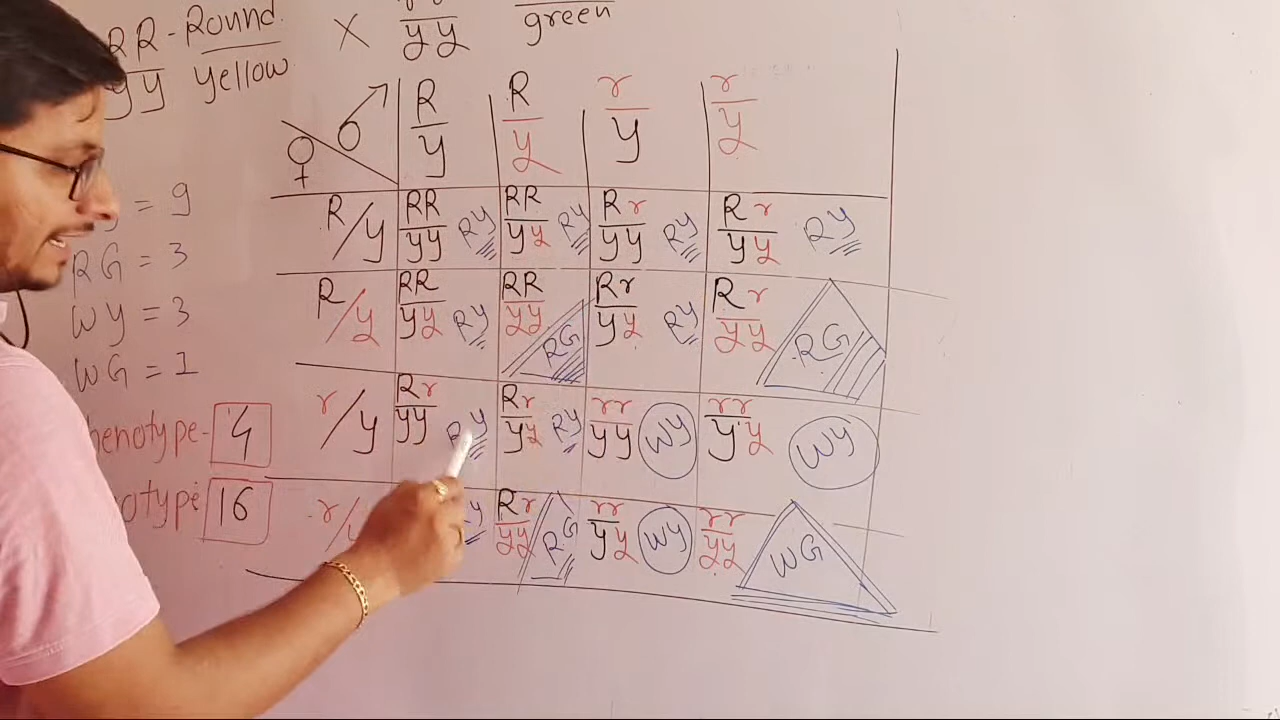 RR - Round X
yy yellow yy green
R R r r
y y y y
= 9
RG = 3
wy = 3
WG = 1
henotype - 4
otype 16
R/y RR/yy Ry RR/yy Ry Rr/yy Ry Rr/yy Ry
R/y RR/yy Ry RR/yy RG Rr/yy Ry Rr/yy RG
r/y Rr/yy Ry Rr/yy Ry rr/yy wy rr/yy wy
r/ y Rr/yy RG rr/yy wy rr/yy WG